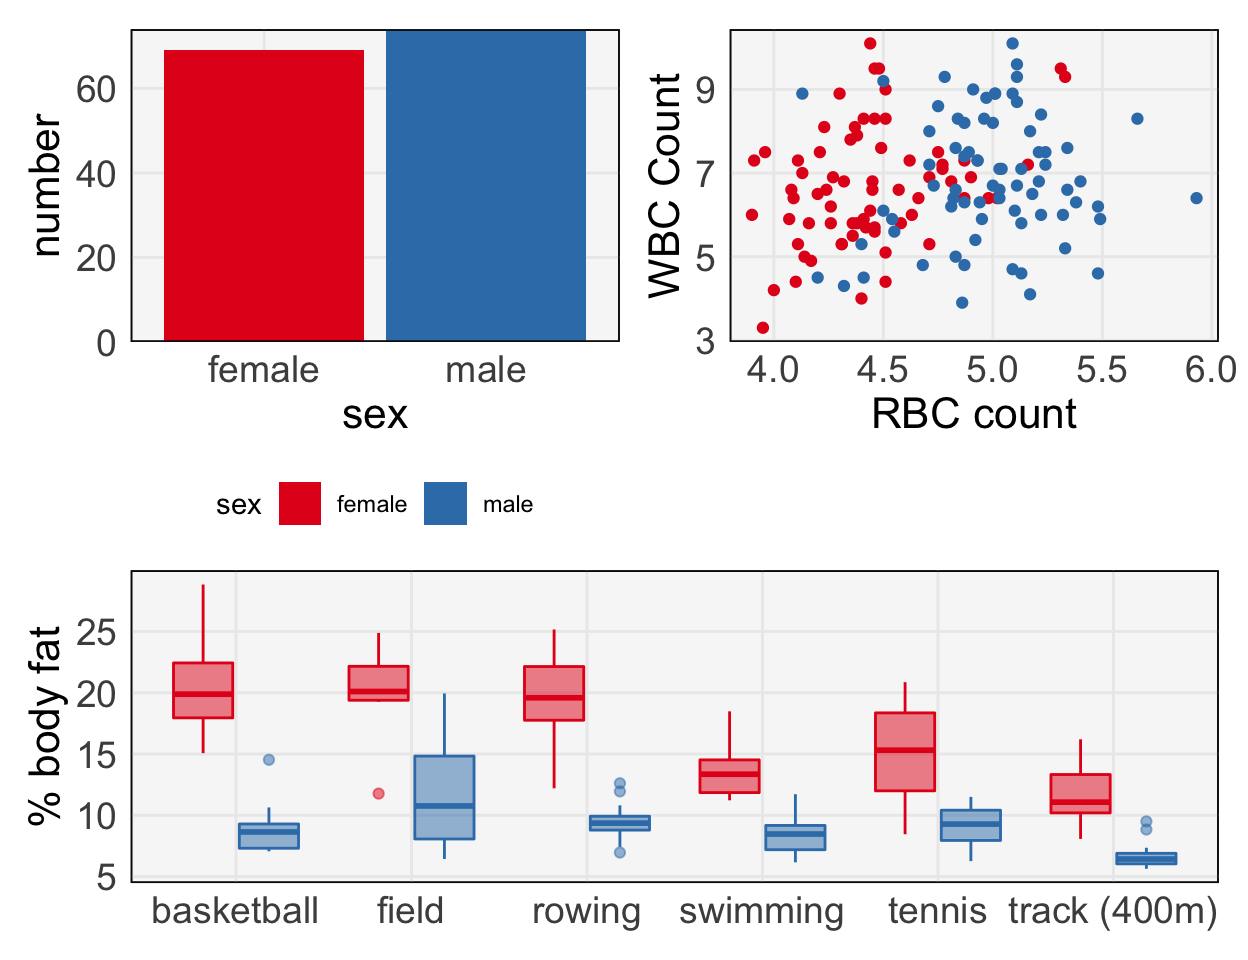 number
60
40
20
0
female male
sex
WBC Count
9
7
5
3
4.0 4.5 5.0 5.5 6.0
RBC count
sex female male
% body fat
25
20
15
10
5
basketball field rowing swimming tennis track (400m)